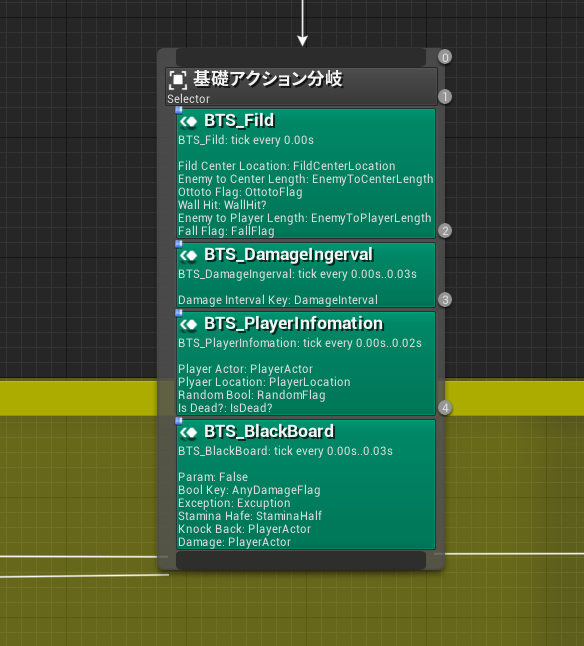 0
基礎アクション分岐
Selector
1
BTS_Fild
BTS_Fild: tick every 0.00s
Fild Center Location: FildCenterLocation
Enemy to Center Length: EnemyToCenterLength
Ottoto Flag: OttotoFlag
Wall Hit: WallHit?
Enemy to Player Length: EnemyToPlayerLength
Fall Flag: FallFlag
2
BTS_DamageIngerval
BTS_DamageIngerval: tick every 0.00s..0.03s
Damage Interval Key: DamageInterval
3
BTS_PlayerInfomation
BTS_PlayerInfomation: tick every 0.00s..0.02s
Player Actor: PlayerActor
Plyaer Location: PlayerLocation
Random Bool: RandomFlag
Is Dead?: IsDead?
4
BTS_BlackBoard
BTS_BlackBoard: tick every 0.00s..0.03s
Param: False
Bool Key: AnyDamageFlag
Exception: Excuption
Stamina Hafe: StaminaHalf
Knock Back: PlayerActor
Damage: PlayerActor